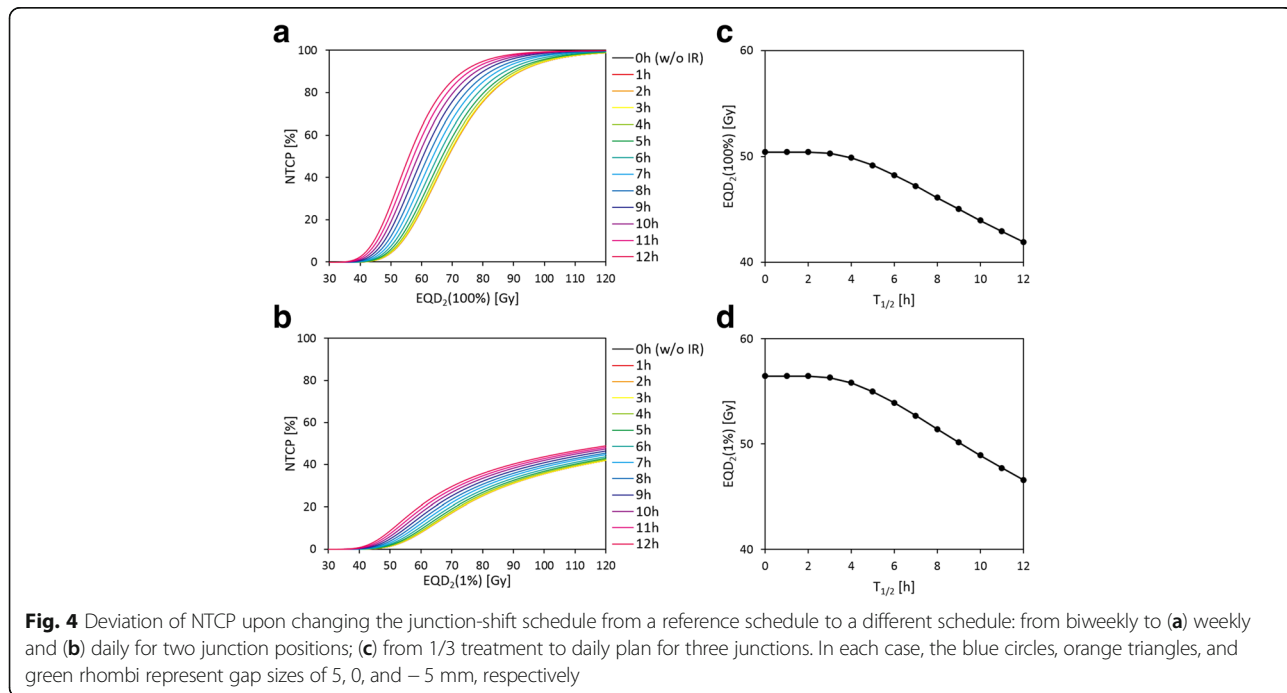 a
100
80
60
40
20
0
NTCP [%]
30 40 50 60 70 80 90 100 110 120
EQD2(100%) [Gy]
0h (w/o IR)
1h
2h
3h
4h
5h
6h
7h
8h
9h
10h
11h
12h
c
60
50
40
EQD2(100%) [Gy]
0 2 4 6 8 10 12
T1/2 [h]
b
100
80
60
40
20
0
NTCP [%]
30 40 50 60 70 80 90 100 110 120
EQD2(1%) [Gy]
0h (w/o IR)
1h
2h
3h
4h
5h
6h
7h
8h
9h
10h
11h
12h
d
60
50
40
EQD2(1%) [Gy]
0 2 4 6 8 10 12
T1/2 [h]
Fig. 4 Deviation of NTCP upon changing the junction-shift schedule from a reference schedule to a different schedule: from biweekly to (a) weekly
and (b) daily for two junction positions; (c) from 1/3 treatment to daily plan for three junctions. In each case, the blue circles, orange triangles, and
green rhombi represent gap sizes of 5, 0, and − 5 mm, respectively